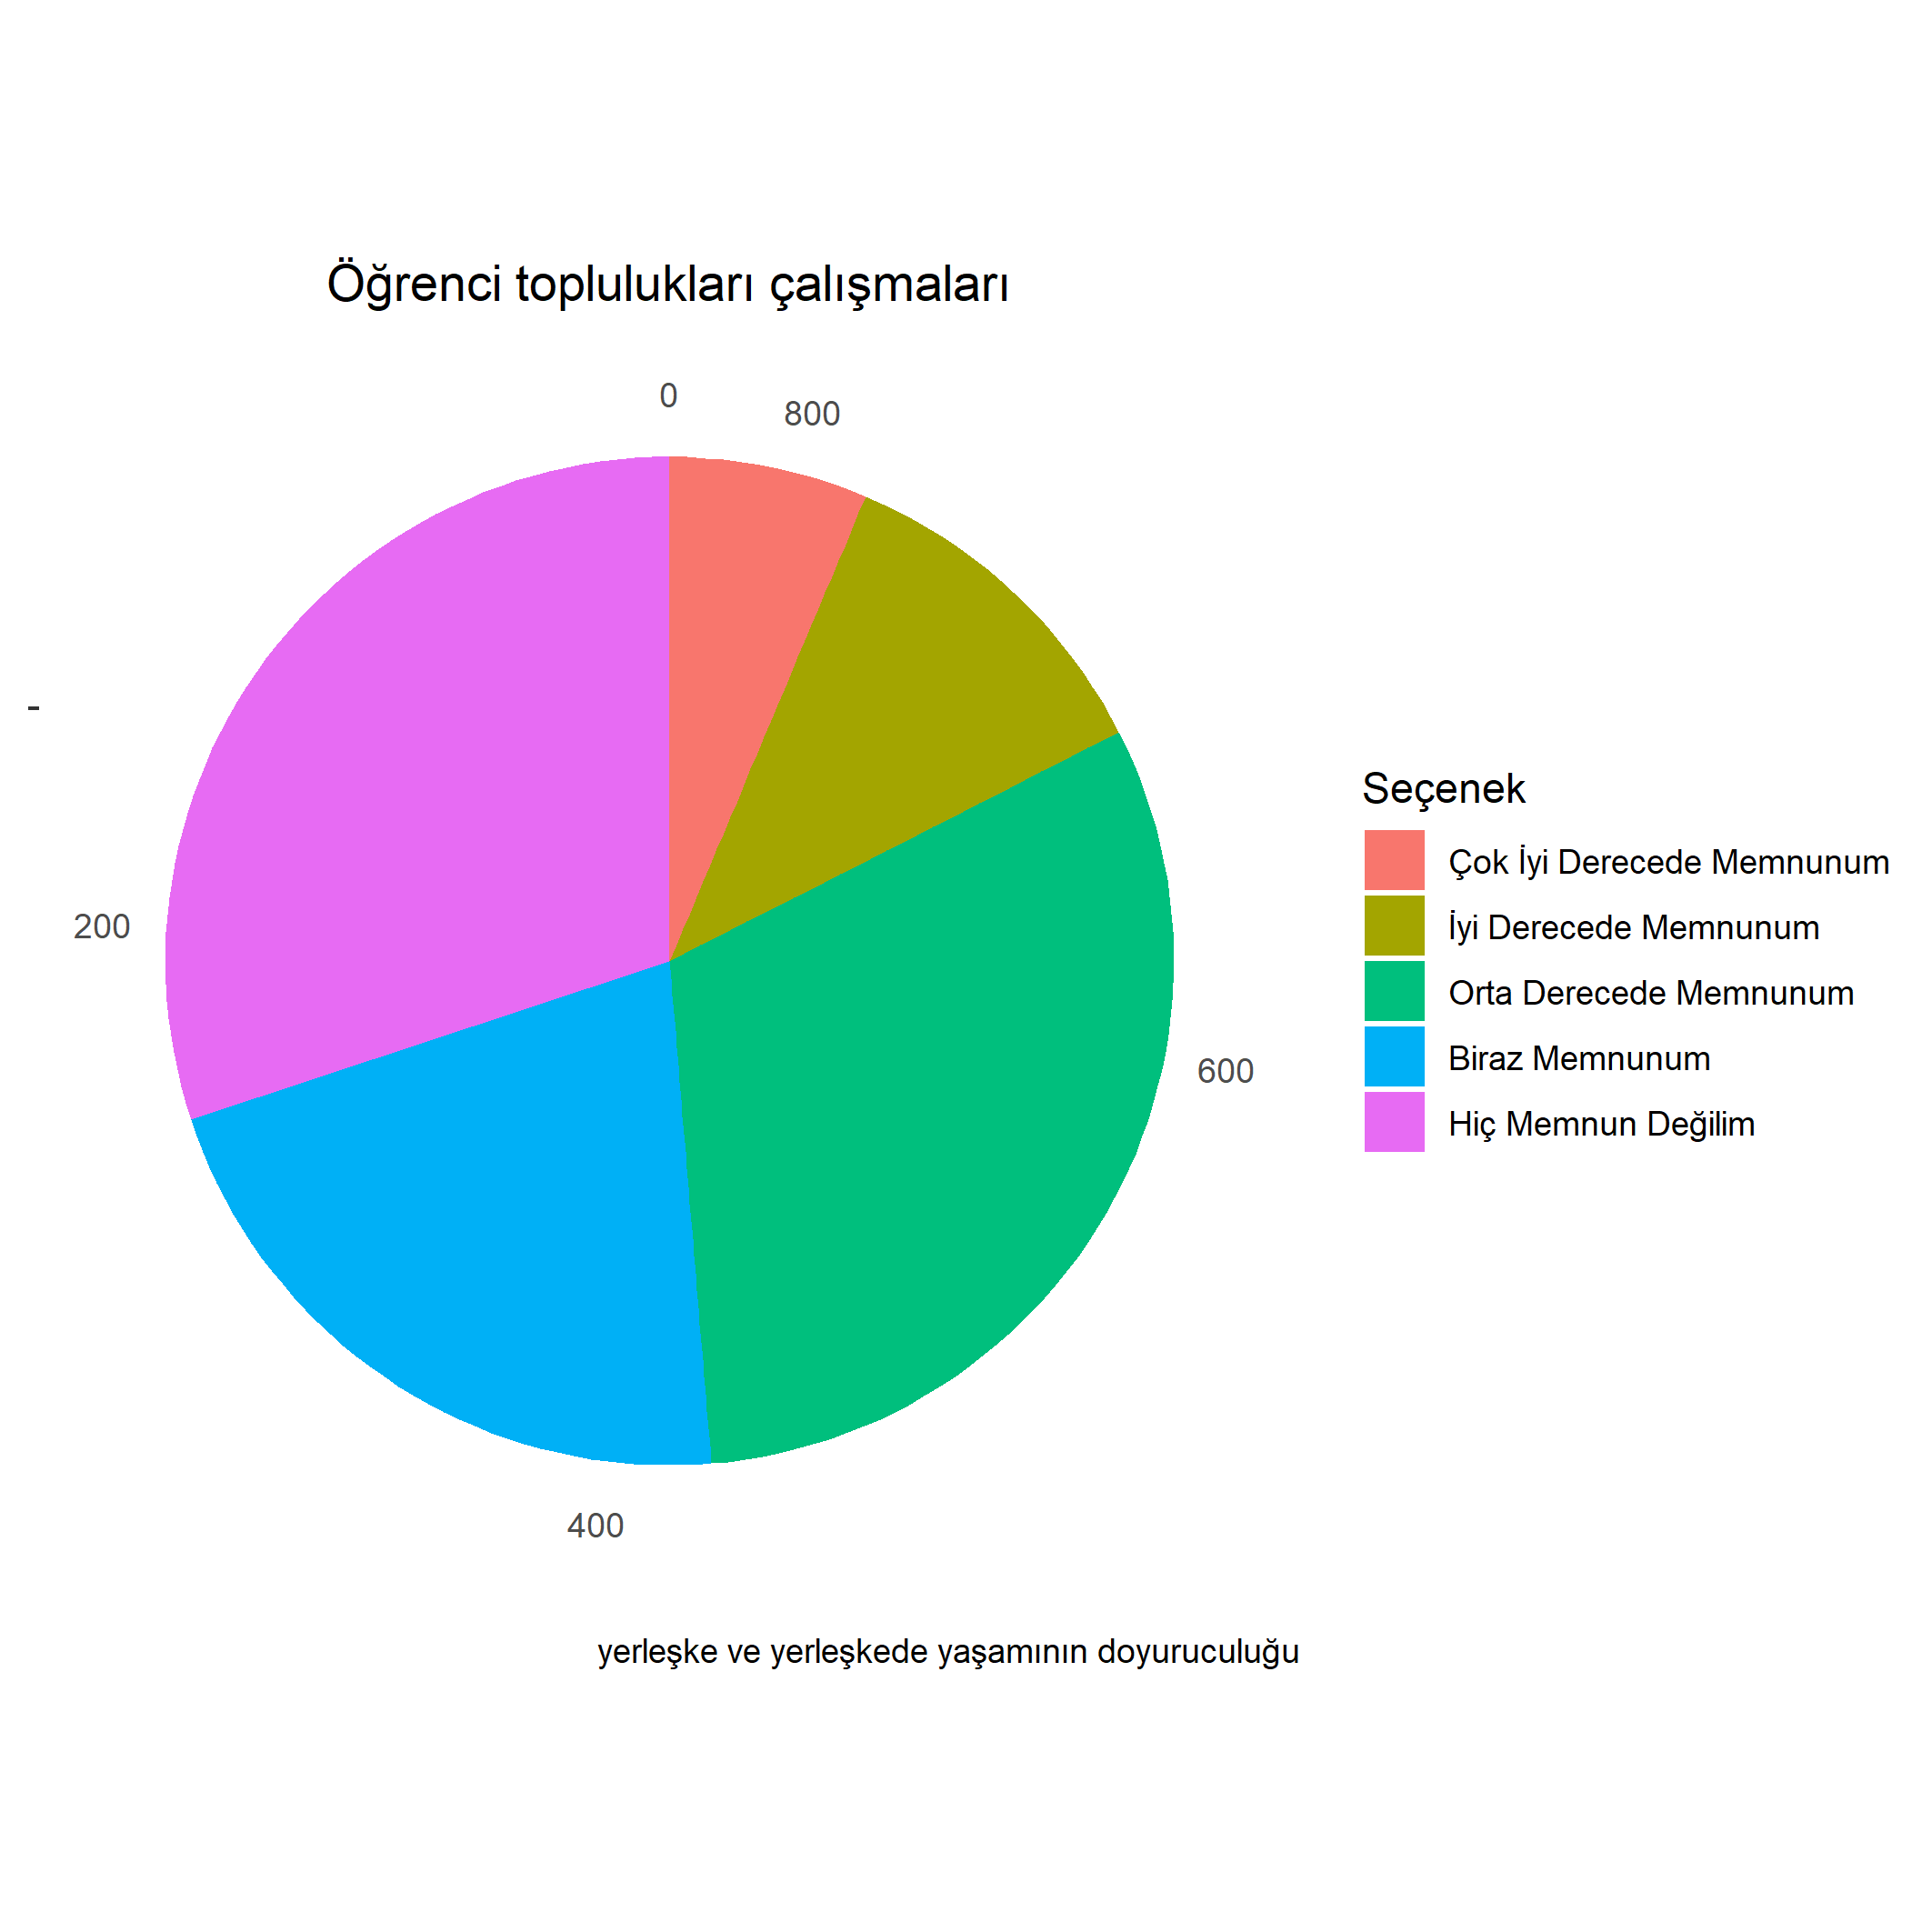 Öğrenci toplulukları çalışmaları
0
800
-
200
600
400
Seçenek
Çok İyi Derecede Memnunum
İyi Derecede Memnunum
Orta Derecede Memnunum
Biraz Memnunum
Hiç Memnun Değilim
yerleşke ve yerleşkede yaşamının doyuruculuğu